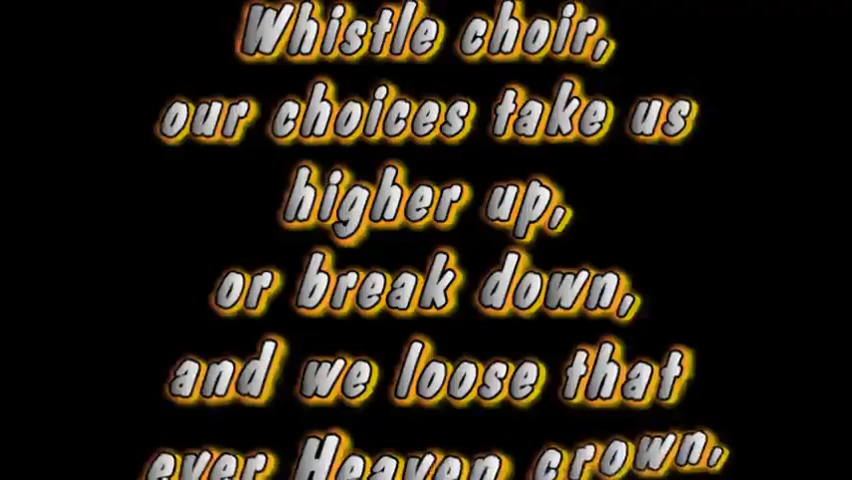 Whistle choir,
our choices take us
higher up,
or break down,
and we loose that
ever Heaven crown,